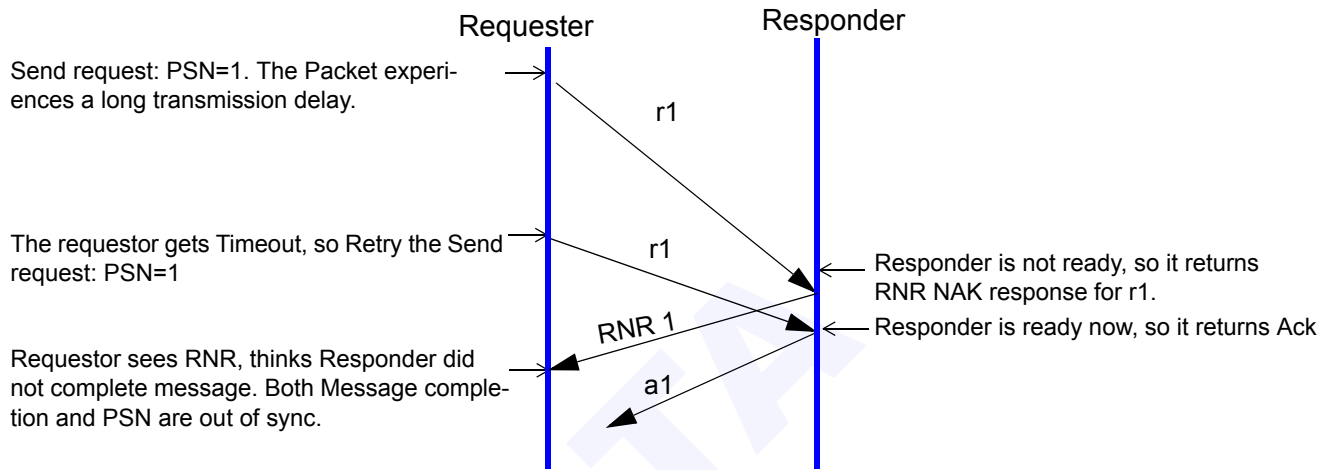 Requester
Responder
Send request: PSN=1. The Packet experi-
ences a long transmission delay.
r1
The requestor gets Timeout, so Retry the Send
request: PSN=1
r1
Responder is not ready, so it returns
RNR NAK response for r1.
RNR 1
Responder is ready now, so it returns Ack
Requestor sees RNR, thinks Responder did
not complete message. Both Message comple-
tion and PSN are out of sync.
a1